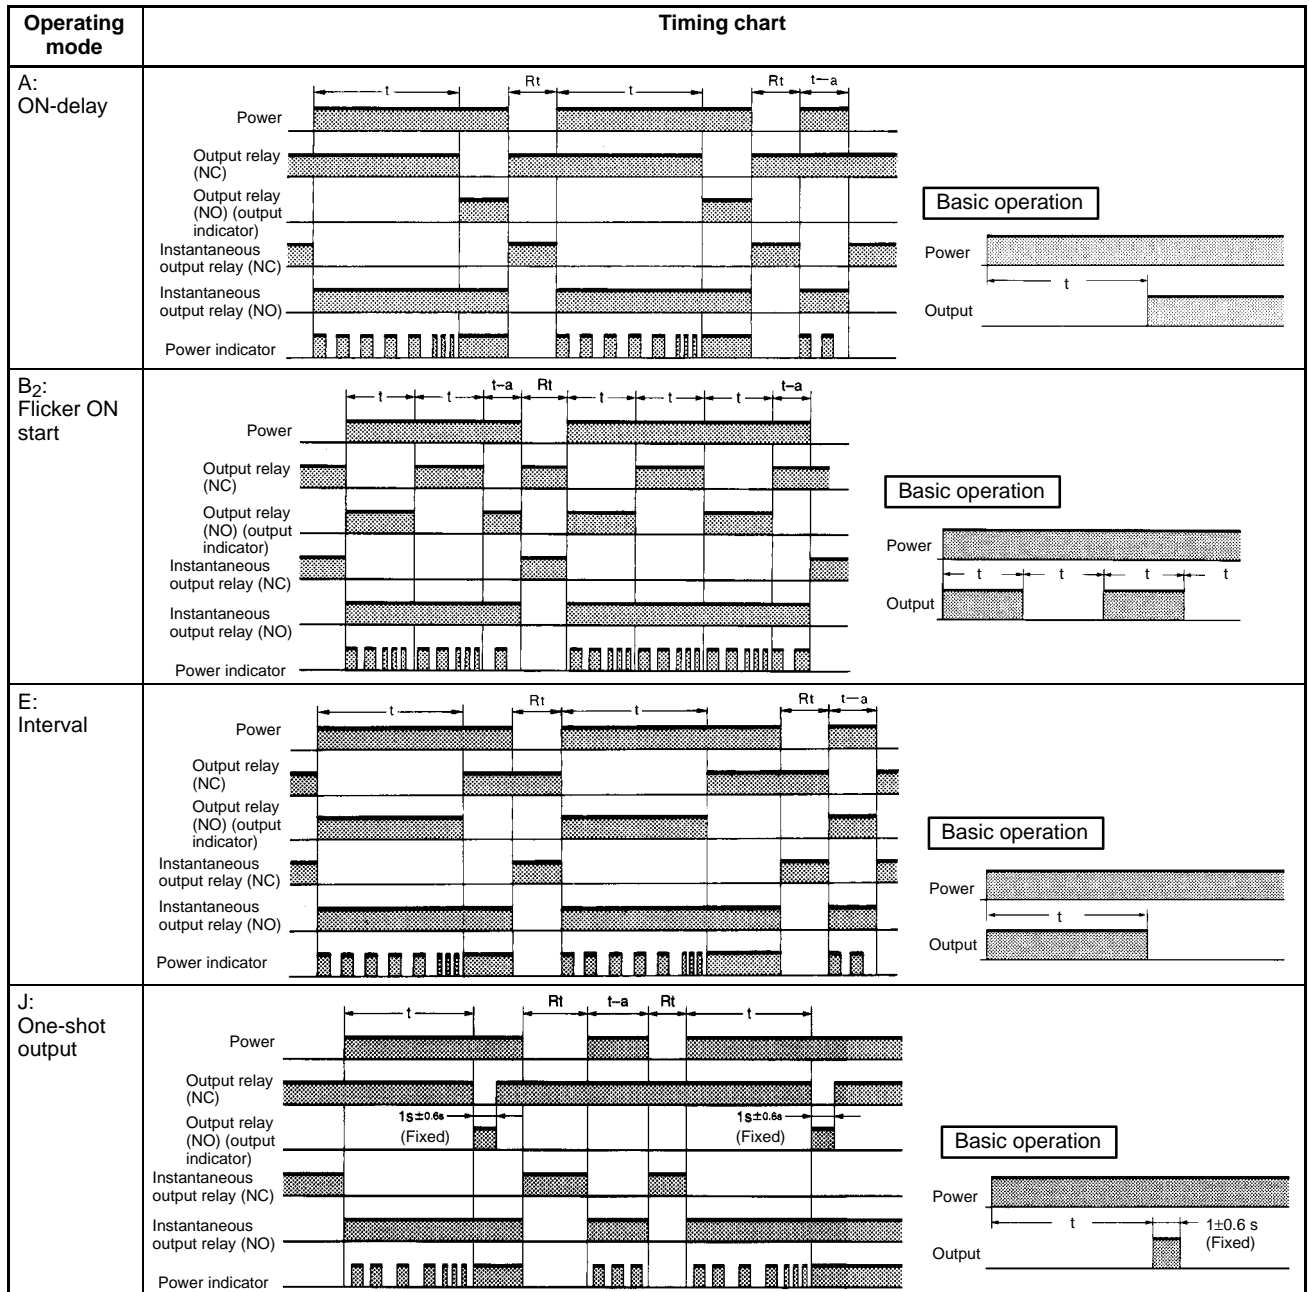 Operating
mode
Timing chart
A:
ON-delay
t
Rt
t
Rt
t–a
Power
Output relay
(NC)
Output relay
(NO) (output
indicator)
Instantaneous
output relay (NC)
Instantaneous
output relay (NO)
Power indicator
Basic operation
Power
t
Output
B2:
Flicker ON
start
t
t
t–a
Rt
t
t
t
t–a
Power
Output relay
(NC)
Output relay
(NO) (output
indicator)
Instantaneous
output relay (NC)
Instantaneous
output relay (NO)
Power indicator
Basic operation
Power
t
t
t
t
Output
E:
Interval
t
Rt
t
Rt
t–a
Power
Output relay
(NC)
Output relay
(NO) (output
indicator)
Instantaneous
output relay (NC)
Instantaneous
output relay (NO)
Power indicator
Basic operation
Power
t
Output
J:
One-shot
output
t
Rt
t–a
Rt
t
Power
Output relay
(NC)
1s±0.6s
(Fixed)
1s±0.6s
(Fixed)
Output relay
(NO) (output
indicator)
Instantaneous
output relay (NC)
Instantaneous
output relay (NO)
Power indicator
Basic operation
Power
t
1±0.6 s
(Fixed)
Output